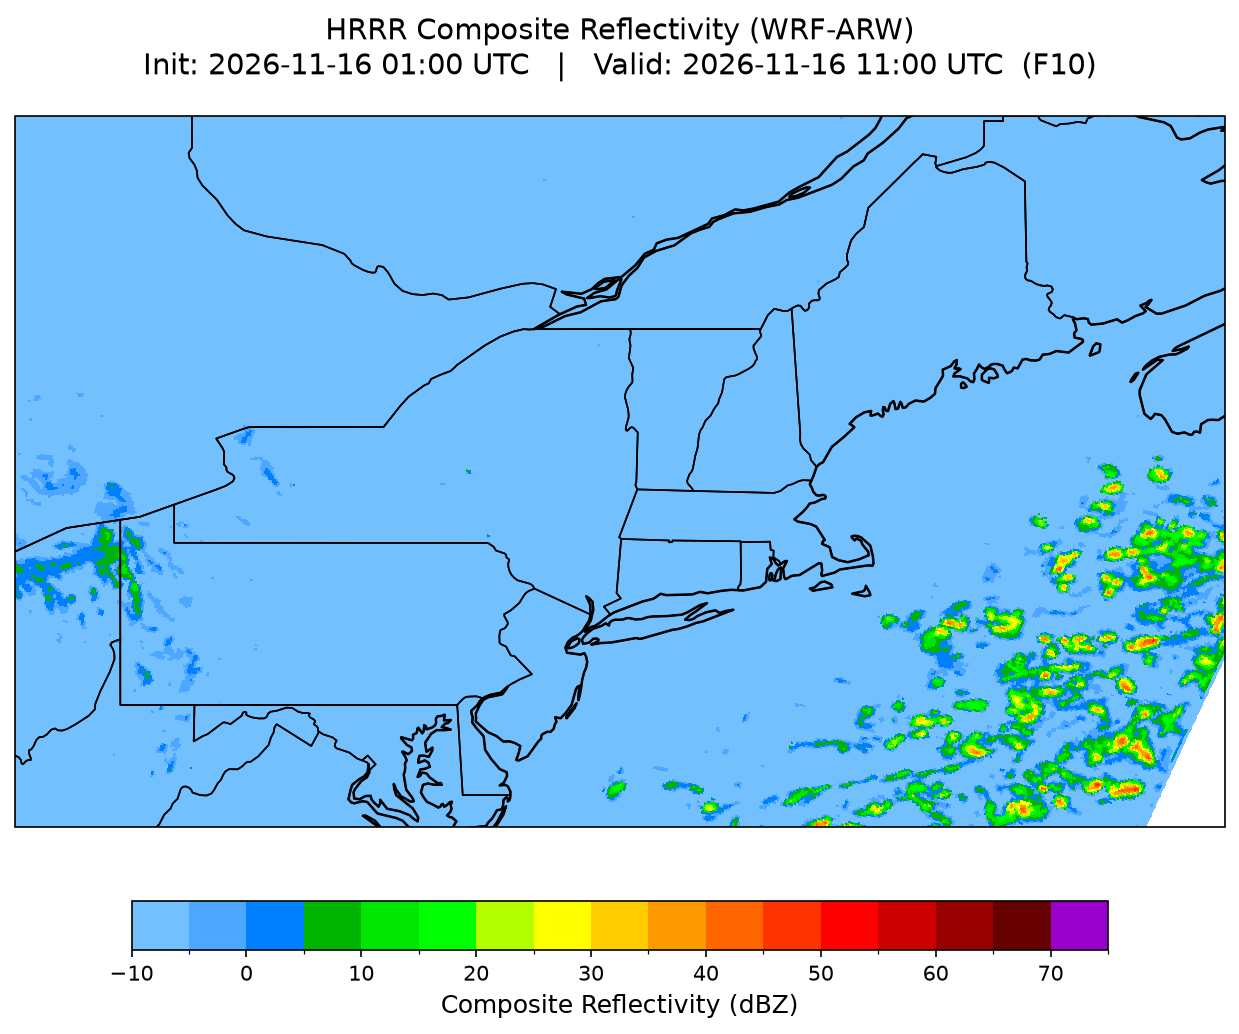 HRRR Composite Reflectivity (WRF-ARW)
Init: 2026-11-16 01:00 UTC   |   Valid: 2026-11-16 11:00 UTC  (F10)
−10 0 10 20 30 40 50 60 70
Composite Reflectivity (dBZ)